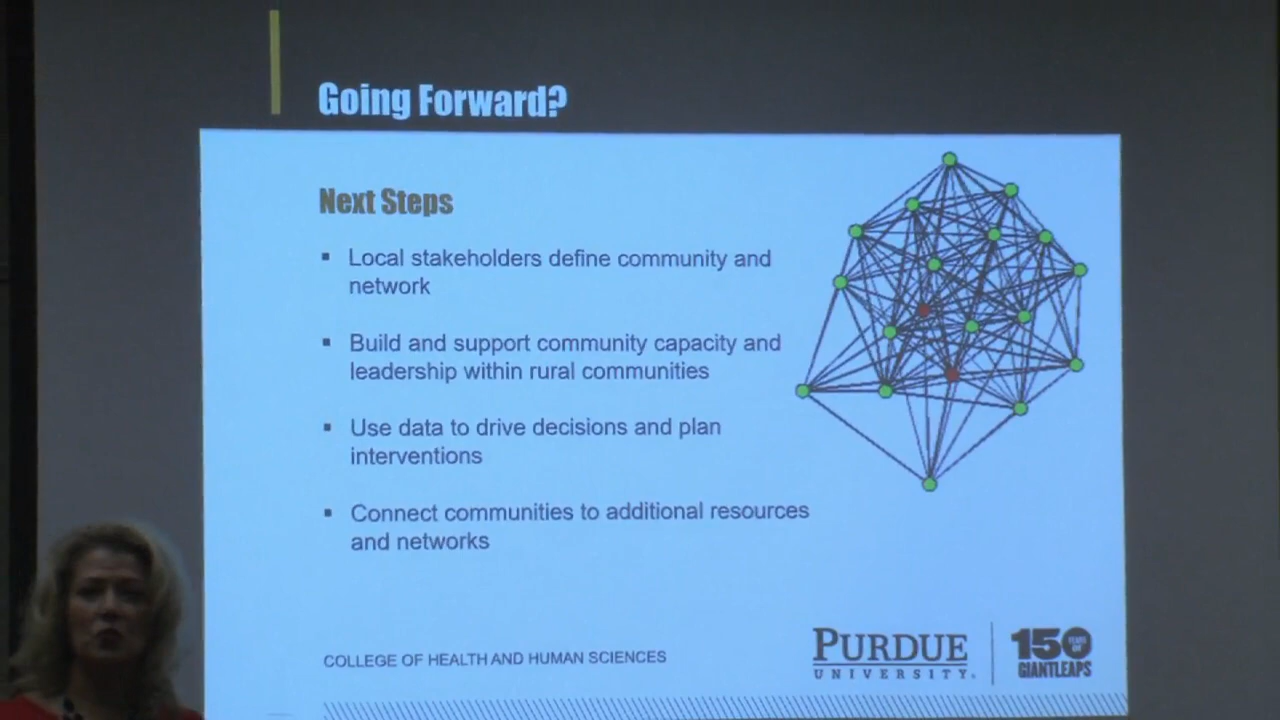 Going Forward?
Next Steps
▪ Local stakeholders define community and
network
▪ Build and support community capacity and
leadership within rural communities
▪ Use data to drive decisions and plan
interventions
▪ Connect communities to additional resources
and networks
COLLEGE OF HEALTH AND HUMAN SCIENCES
PURDUE
UNIVERSITY.
150
YEARS OF
GIANT LEAPS